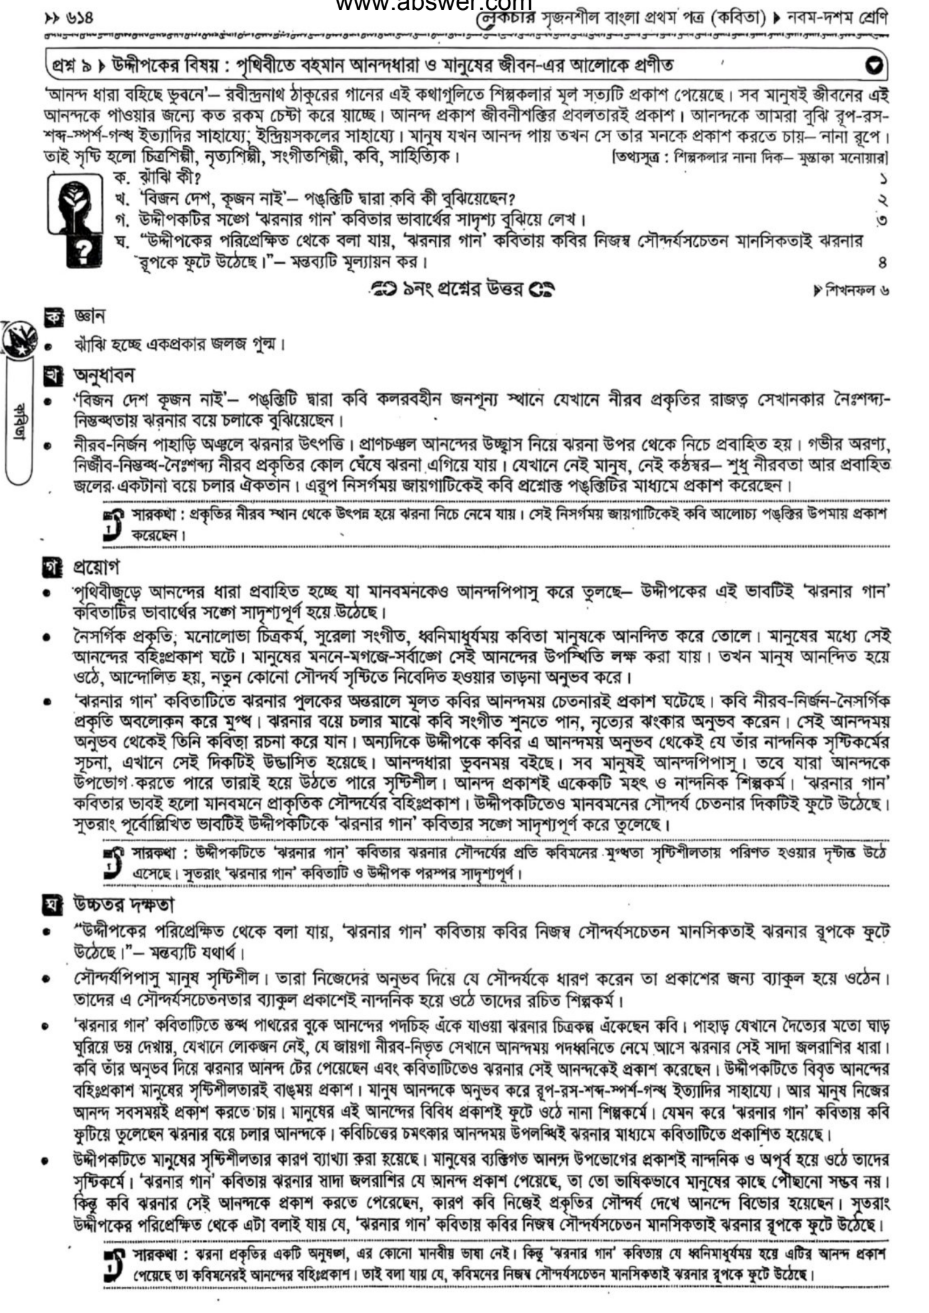 www.abswer.com
৬১৪
লেকচার সৃজনশীল বাংলা প্রথম পত্র (কবিতা) নবম-দশম শ্রেণি
প্রশ্ন ৯ উদ্দীপকের বিষয় : পৃথিবীতে বহমান আনন্দধারা ও মানুষের জীবন-এর আলোকে প্রণীত
'আনন্দ ধারা বহিছে ভুবনে'— রবীন্দ্রনাথ ঠাকুরের গানের এই কথাগুলিতে শিল্পকলার মূল সত্যটি প্রকাশ পেয়েছে। সব মানুষই জীবনের এই
আনন্দকে পাওয়ার জন্যে কত রকম চেষ্টা করে যাচ্ছে। আনন্দ প্রকাশ জীবনীশক্তির প্রবলতারই প্রকাশ। আনন্দকে আমরা বুঝি রূপ-রস-
শব্দ-স্পর্শ-গন্ধ ইত্যাদির সাহায্যে, ইন্দ্রিয়সকলের সাহায্যে। মানুষ যখন আনন্দ পায় তখন সে তার মনকে প্রকাশ করতে চায়— নানা রূপে।
তাই সৃষ্টি হলো চিত্রশিল্পী, নৃত্যশিল্পী, সংগীতশিল্পী, কবি, সাহিত্যিক। [তথ্যসূত্র : শিল্পকলার নানা দিক— মুস্তাফা মনোয়ার]
ক. ঝাঁঝি কী? ১
খ. 'বিজন দেশ, কূজন নাই'— পঙ্‌ক্তিটি দ্বারা কবি কী বুঝিয়েছেন? ২
গ. উদ্দীপকটির সঙ্গে 'ঝরনার গান' কবিতার ভাবার্থের সাদৃশ্য বুঝিয়ে লেখ। ৩
ঘ. "উদ্দীপকের পরিপ্রেক্ষিত থেকে বলা যায়, 'ঝরনার গান' কবিতায় কবির নিজস্ব সৌন্দর্যসচেতন মানসিকতাই ঝরনার
রূপকে ফুটে উঠেছে।"— মন্তব্যটি মূল্যায়ন কর। ৪
৯নং প্রশ্নের উত্তর
শিখনফল ৬
ক জ্ঞান
• ঝাঁঝি হচ্ছে একপ্রকার জলজ গুল্ম।
কবিতা
খ অনুধাবন
• 'বিজন দেশ কূজন নাই'— পঙ্‌ক্তিটি দ্বারা কবি কলরবহীন জনশূন্য স্থানে যেখানে নীরব প্রকৃতির রাজত্ব সেখানকার নৈঃশব্দ্য-
নিস্তব্ধতায় ঝরনার বয়ে চলাকে বুঝিয়েছেন।
• নীরব-নির্জন পাহাড়ি অঞ্চলে ঝরনার উৎপত্তি। প্রাণচঞ্চল আনন্দের উচ্ছ্বাস নিয়ে ঝরনা উপর থেকে নিচে প্রবাহিত হয়। গভীর অরণ্য,
নির্জীব-নিস্তব্ধ-নৈঃশব্দ্য নীরব প্রকৃতির কোল ঘেঁষে ঝরনা এগিয়ে যায়। যেখানে নেই মানুষ, নেই কণ্ঠস্বর— শুধু নীরবতা আর প্রবাহিত
জলের একটানা বয়ে চলার ঐকতান। এরূপ নিসর্গময় জায়গাটিকেই কবি প্রশ্নোক্ত পঙ্‌ক্তিটির মাধ্যমে প্রকাশ করেছেন।
সারকথা : প্রকৃতির নীরব স্থান থেকে উৎপন্ন হয়ে ঝরনা নিচে নেমে যায়। সেই নিসর্গময় জায়গাটিকেই কবি আলোচ্য পঙ্‌ক্তির উপমায় প্রকাশ
করেছেন।
গ প্রয়োগ
• পৃথিবীজুড়ে আনন্দের ধারা প্রবাহিত হচ্ছে যা মানবমনকেও আনন্দপিপাসু করে তুলছে— উদ্দীপকের এই ভাবটিই 'ঝরনার গান'
কবিতাটির ভাবার্থের সঙ্গে সাদৃশ্যপূর্ণ হয়ে উঠেছে।
• নৈসর্গিক প্রকৃতি, মনোলোভা চিত্রকর্ম, সুরেলা সংগীত, ধ্বনিমাধুর্যময় কবিতা মানুষকে আনন্দিত করে তোলে। মানুষের মধ্যে সেই
আনন্দের বহিঃপ্রকাশ ঘটে। মানুষের মননে-মগজে-সর্বাঙ্গে সেই আনন্দের উপস্থিতি লক্ষ করা যায়। তখন মানুষ আনন্দিত হয়ে
ওঠে, আন্দোলিত হয়, নতুন কোনো সৌন্দর্য সৃষ্টিতে নিবেদিত হওয়ার তাড়না অনুভব করে।
• 'ঝরনার গান' কবিতাটিতে ঝরনার পুলকের অন্তরালে মূলত কবির আনন্দময় চেতনারই প্রকাশ ঘটেছে। কবি নীরব-নির্জন-নৈসর্গিক
প্রকৃতি অবলোকন করে মুগ্ধ। ঝরনার বয়ে চলার মাঝে কবি সংগীত শুনতে পান, নৃত্যের ঝংকার অনুভব করেন। সেই আনন্দময়
অনুভব থেকেই তিনি কবিতা রচনা করে যান। অন্যদিকে উদ্দীপকে কবির এ আনন্দময় অনুভব থেকেই যে তাঁর নান্দনিক সৃষ্টিকর্মের
সূচনা, এখানে সেই দিকটিই উদ্ভাসিত হয়েছে। আনন্দধারা ভুবনময় বইছে। সব মানুষই আনন্দপিপাসু। তবে যারা আনন্দকে
উপভোগ করতে পারে তারাই হয়ে উঠতে পারে সৃষ্টিশীল। আনন্দ প্রকাশই একেকটি মহৎ ও নান্দনিক শিল্পকর্ম। 'ঝরনার গান'
কবিতার ভাবই হলো মানবমনে প্রাকৃতিক সৌন্দর্যের বহিঃপ্রকাশ। উদ্দীপকটিতেও মানবমনের সৌন্দর্য চেতনার দিকটিই ফুটে উঠেছে।
সুতরাং পূর্বোল্লিখিত ভাবটিই উদ্দীপকটিকে 'ঝরনার গান' কবিতার সঙ্গে সাদৃশ্যপূর্ণ করে তুলেছে।
সারকথা : উদ্দীপকটিতে 'ঝরনার গান' কবিতার ঝরনার সৌন্দর্যের প্রতি কবিমনের মুগ্ধতা সৃষ্টিশীলতায় পরিণত হওয়ার দৃষ্টান্ত উঠে
এসেছে। সুতরাং 'ঝরনার গান' কবিতাটি ও উদ্দীপক পরস্পর সাদৃশ্যপূর্ণ।
ঘ উচ্চতর দক্ষতা
• "উদ্দীপকের পরিপ্রেক্ষিত থেকে বলা যায়, 'ঝরনার গান' কবিতায় কবির নিজস্ব সৌন্দর্যসচেতন মানসিকতাই ঝরনার রূপকে ফুটে
উঠেছে।"— মন্তব্যটি যথার্থ।
• সৌন্দর্যপিপাসু মানুষ সৃষ্টিশীল। তারা নিজেদের অনুভব দিয়ে যে সৌন্দর্যকে ধারণ করেন তা প্রকাশের জন্য ব্যাকুল হয়ে ওঠেন।
তাদের এ সৌন্দর্যসচেতনতার ব্যাকুল প্রকাশেই নান্দনিক হয়ে ওঠে তাদের রচিত শিল্পকর্ম।
• 'ঝরনার গান' কবিতাটিতে স্তব্ধ পাথরের বুকে আনন্দের পদচিহ্ন এঁকে যাওয়া ঝরনার চিত্রকল্প এঁকেছেন কবি। পাহাড় যেখানে দৈত্যের মতো ঘাড়
ঘুরিয়ে ভয় দেখায়, যেখানে লোকজন নেই, যে জায়গা নীরব-নিভৃত সেখানে আনন্দময় পদধ্বনিতে নেমে আসে ঝরনার সেই সাদা জলরাশির ধারা।
কবি তাঁর অনুভব দিয়ে ঝরনার আনন্দ টের পেয়েছেন এবং কবিতাটিতেও ঝরনার সেই আনন্দকেই প্রকাশ করেছেন। উদ্দীপকটিতে বিবৃত আনন্দের
বহিঃপ্রকাশ মানুষের সৃষ্টিশীলতারই বাঙ্ময় প্রকাশ। মানুষ আনন্দকে অনুভব করে রূপ-রস-শব্দ-স্পর্শ-গন্ধ ইত্যাদির সাহায্যে। আর মানুষ নিজের
আনন্দ সবসময়ই প্রকাশ করতে চায়। মানুষের এই আনন্দের বিবিধ প্রকাশই ফুটে ওঠে নানা শিল্পকর্মে। যেমন করে 'ঝরনার গান' কবিতায় কবি
ফুটিয়ে তুলেছেন ঝরনার বয়ে চলার আনন্দকে। কবিচিত্তের চমৎকার আনন্দময় উপলব্ধিই ঝরনার মাধ্যমে কবিতাটিতে প্রকাশিত হয়েছে।
• উদ্দীপকটিতে মানুষের সৃষ্টিশীলতার কারণ ব্যাখ্যা করা হয়েছে। মানুষের ব্যক্তিগত আনন্দ উপভোগের প্রকাশই নান্দনিক ও অপূর্ব হয়ে ওঠে তাদের
সৃষ্টিকর্মে। 'ঝরনার গান' কবিতায় ঝরনার সাদা জলরাশির যে আনন্দ প্রকাশ পেয়েছে, তা তো ভাষিকভাবে মানুষের কাছে পৌঁছানো সম্ভব নয়।
কিন্তু কবি ঝরনার সেই আনন্দকে প্রকাশ করতে পেরেছেন, কারণ কবি নিজেই প্রকৃতির সৌন্দর্য দেখে আনন্দে বিভোর হয়েছেন। সুতরাং
উদ্দীপকের পরিপ্রেক্ষিত থেকে এটা বলাই যায় যে, 'ঝরনার গান' কবিতায় কবির নিজস্ব সৌন্দর্যসচেতন মানসিকতাই ঝরনার রূপকে ফুটে উঠেছে।
সারকথা : ঝরনা প্রকৃতির একটি অনুষঙ্গ, এর কোনো মানবীয় ভাষা নেই। কিন্তু 'ঝরনার গান' কবিতায় যে ধ্বনিমাধুর্যময় হয়ে এটির আনন্দ প্রকাশ
পেয়েছে তা কবিমনেরই আনন্দের বহিঃপ্রকাশ। তাই বলা যায় যে, কবিমনের নিজস্ব সৌন্দর্যসচেতন মানসিকতাই ঝরনার রূপকে ফুটে উঠেছে।